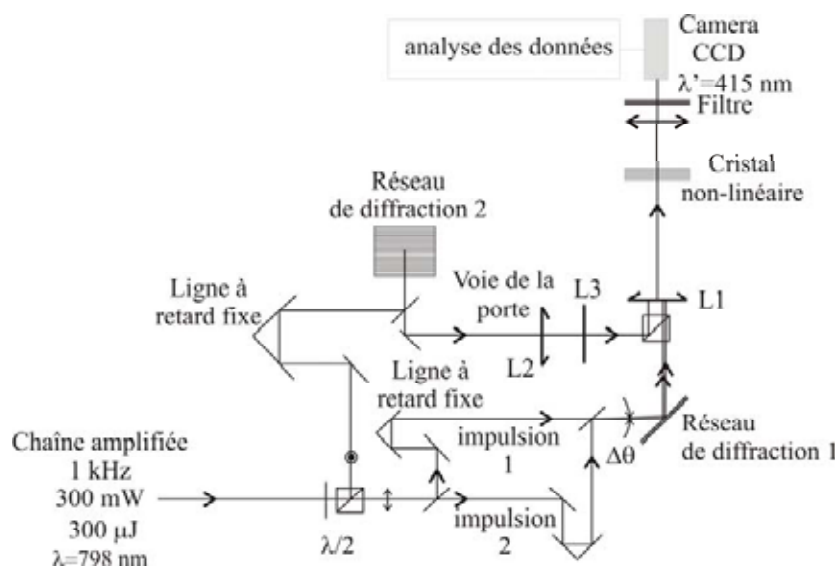 analyse des données
Camera
CCD
λ'=415 nm
Filtre
Cristal
non-linéaire
Réseau
de diffraction 2
Ligne à
retard fixe
Voie de la
porte
L3
L1
L2
Ligne à
retard fixe
impulsion
1
Δθ
Réseau
de diffraction 1
Chaîne amplifiée
1 kHz
300 mW
300 μJ
λ=798 nm
λ/2
impulsion
2